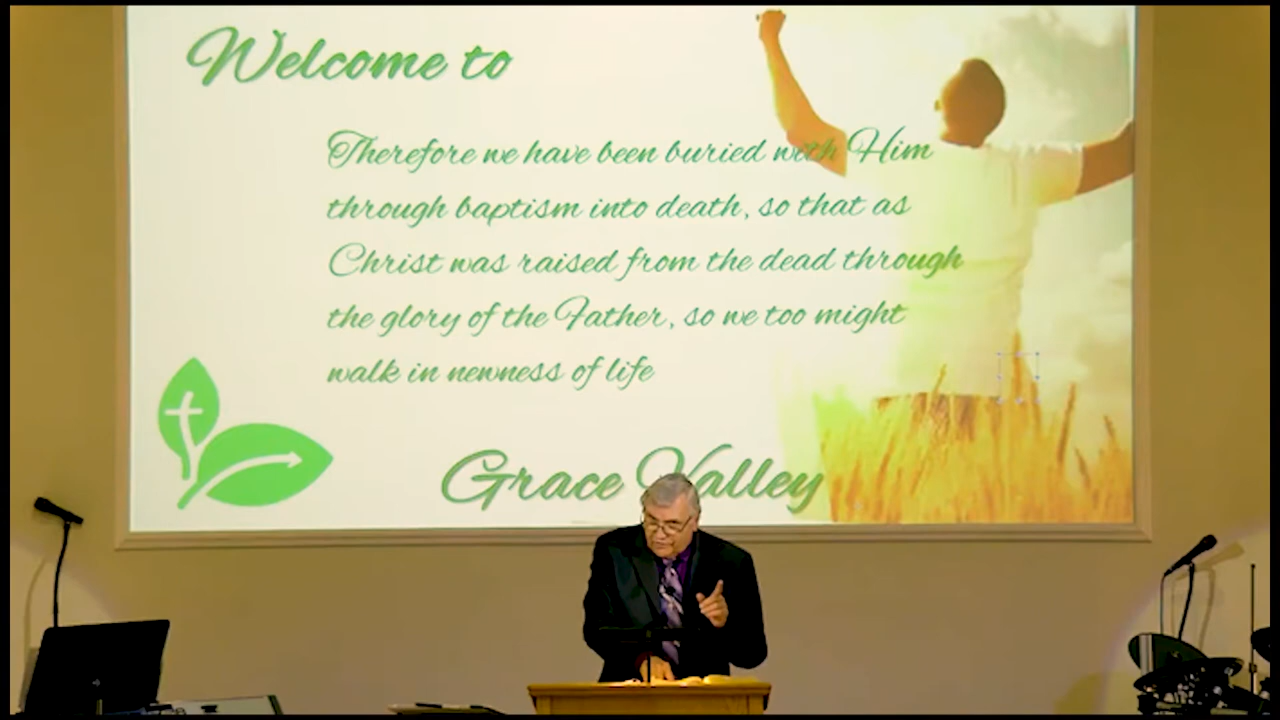 Welcome to
Therefore we have been buried with Him
through baptism into death, so that as
Christ was raised from the dead through
the glory of the Father, so we too might
walk in newness of life
Grace Valley